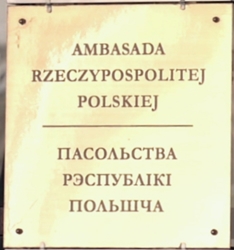 AMBASADA
RZECZYPOSPOLITEJ
POLSKIEJ
ПАСОЛЬСТВА
РЭСПУБЛІКІ
ПОЛЬШЧА